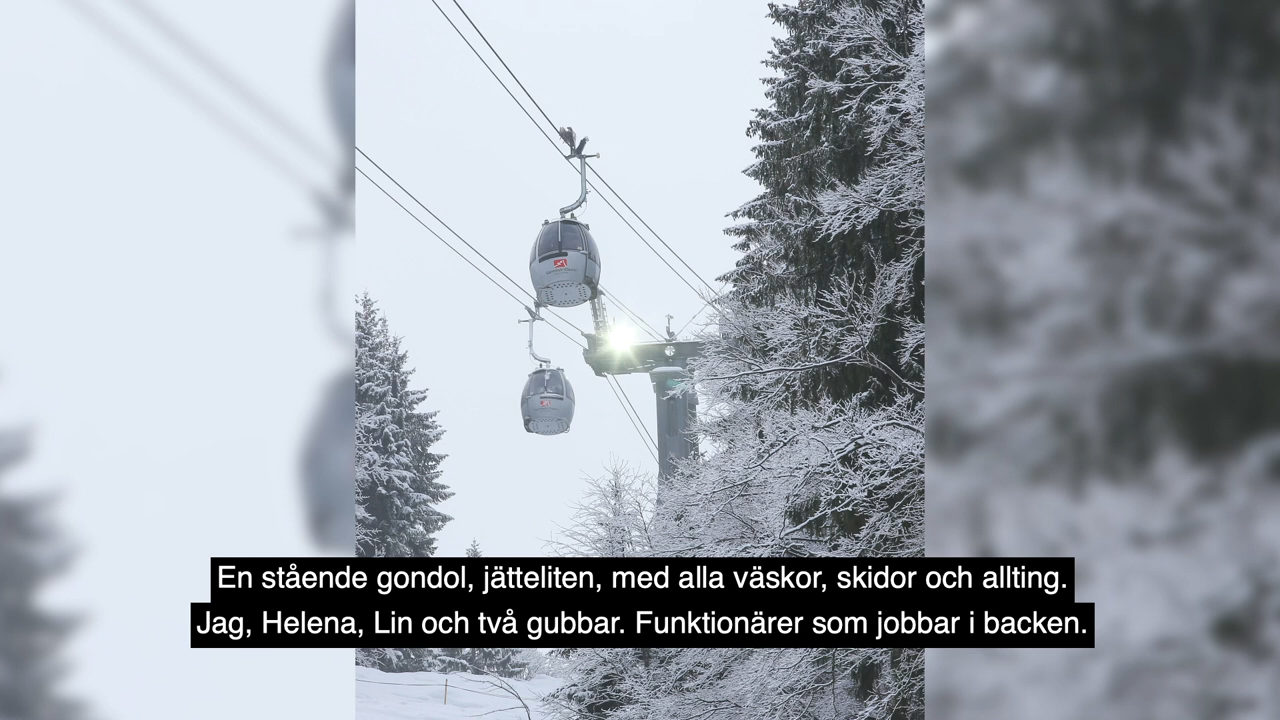 En stående gondol, jätteliten, med alla väskor, skidor och allting.
Jag, Helena, Lin och två gubbar. Funktionärer som jobbar i backen.